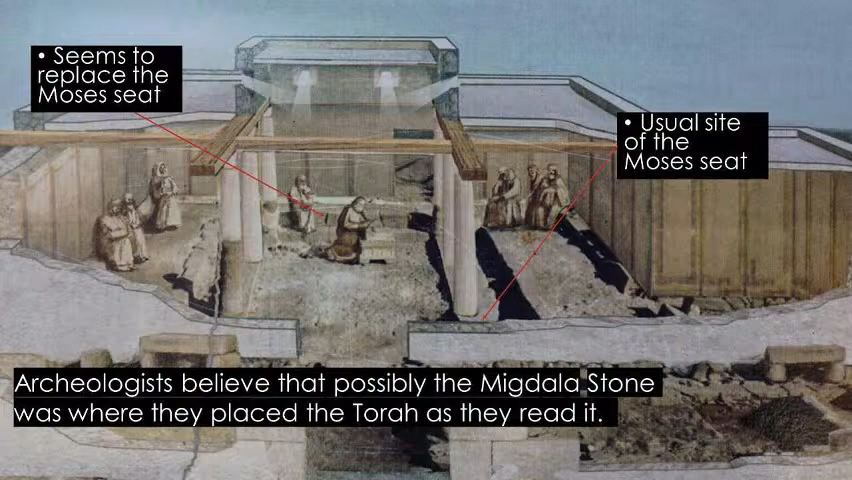 • Seems to
replace the
Moses seat
• Usual site
of the
Moses seat
Archeologists believe that possibly the Migdala Stone
was where they placed the Torah as they read it.